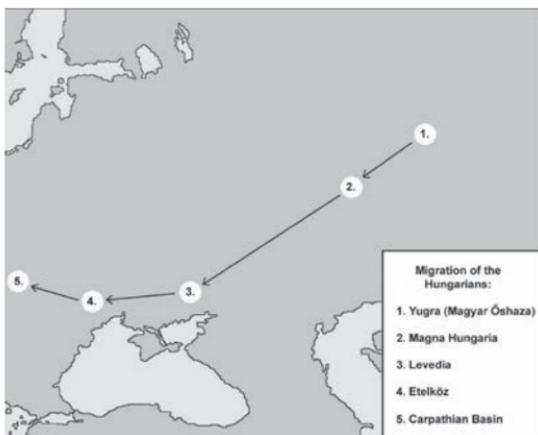 1.
2.
3.
4.
5.
Migration of the
Hungarians:
1. Yugra (Magyar Őshaza)
2. Magna Hungaria
3. Levedia
4. Etelköz
5. Carpathian Basin